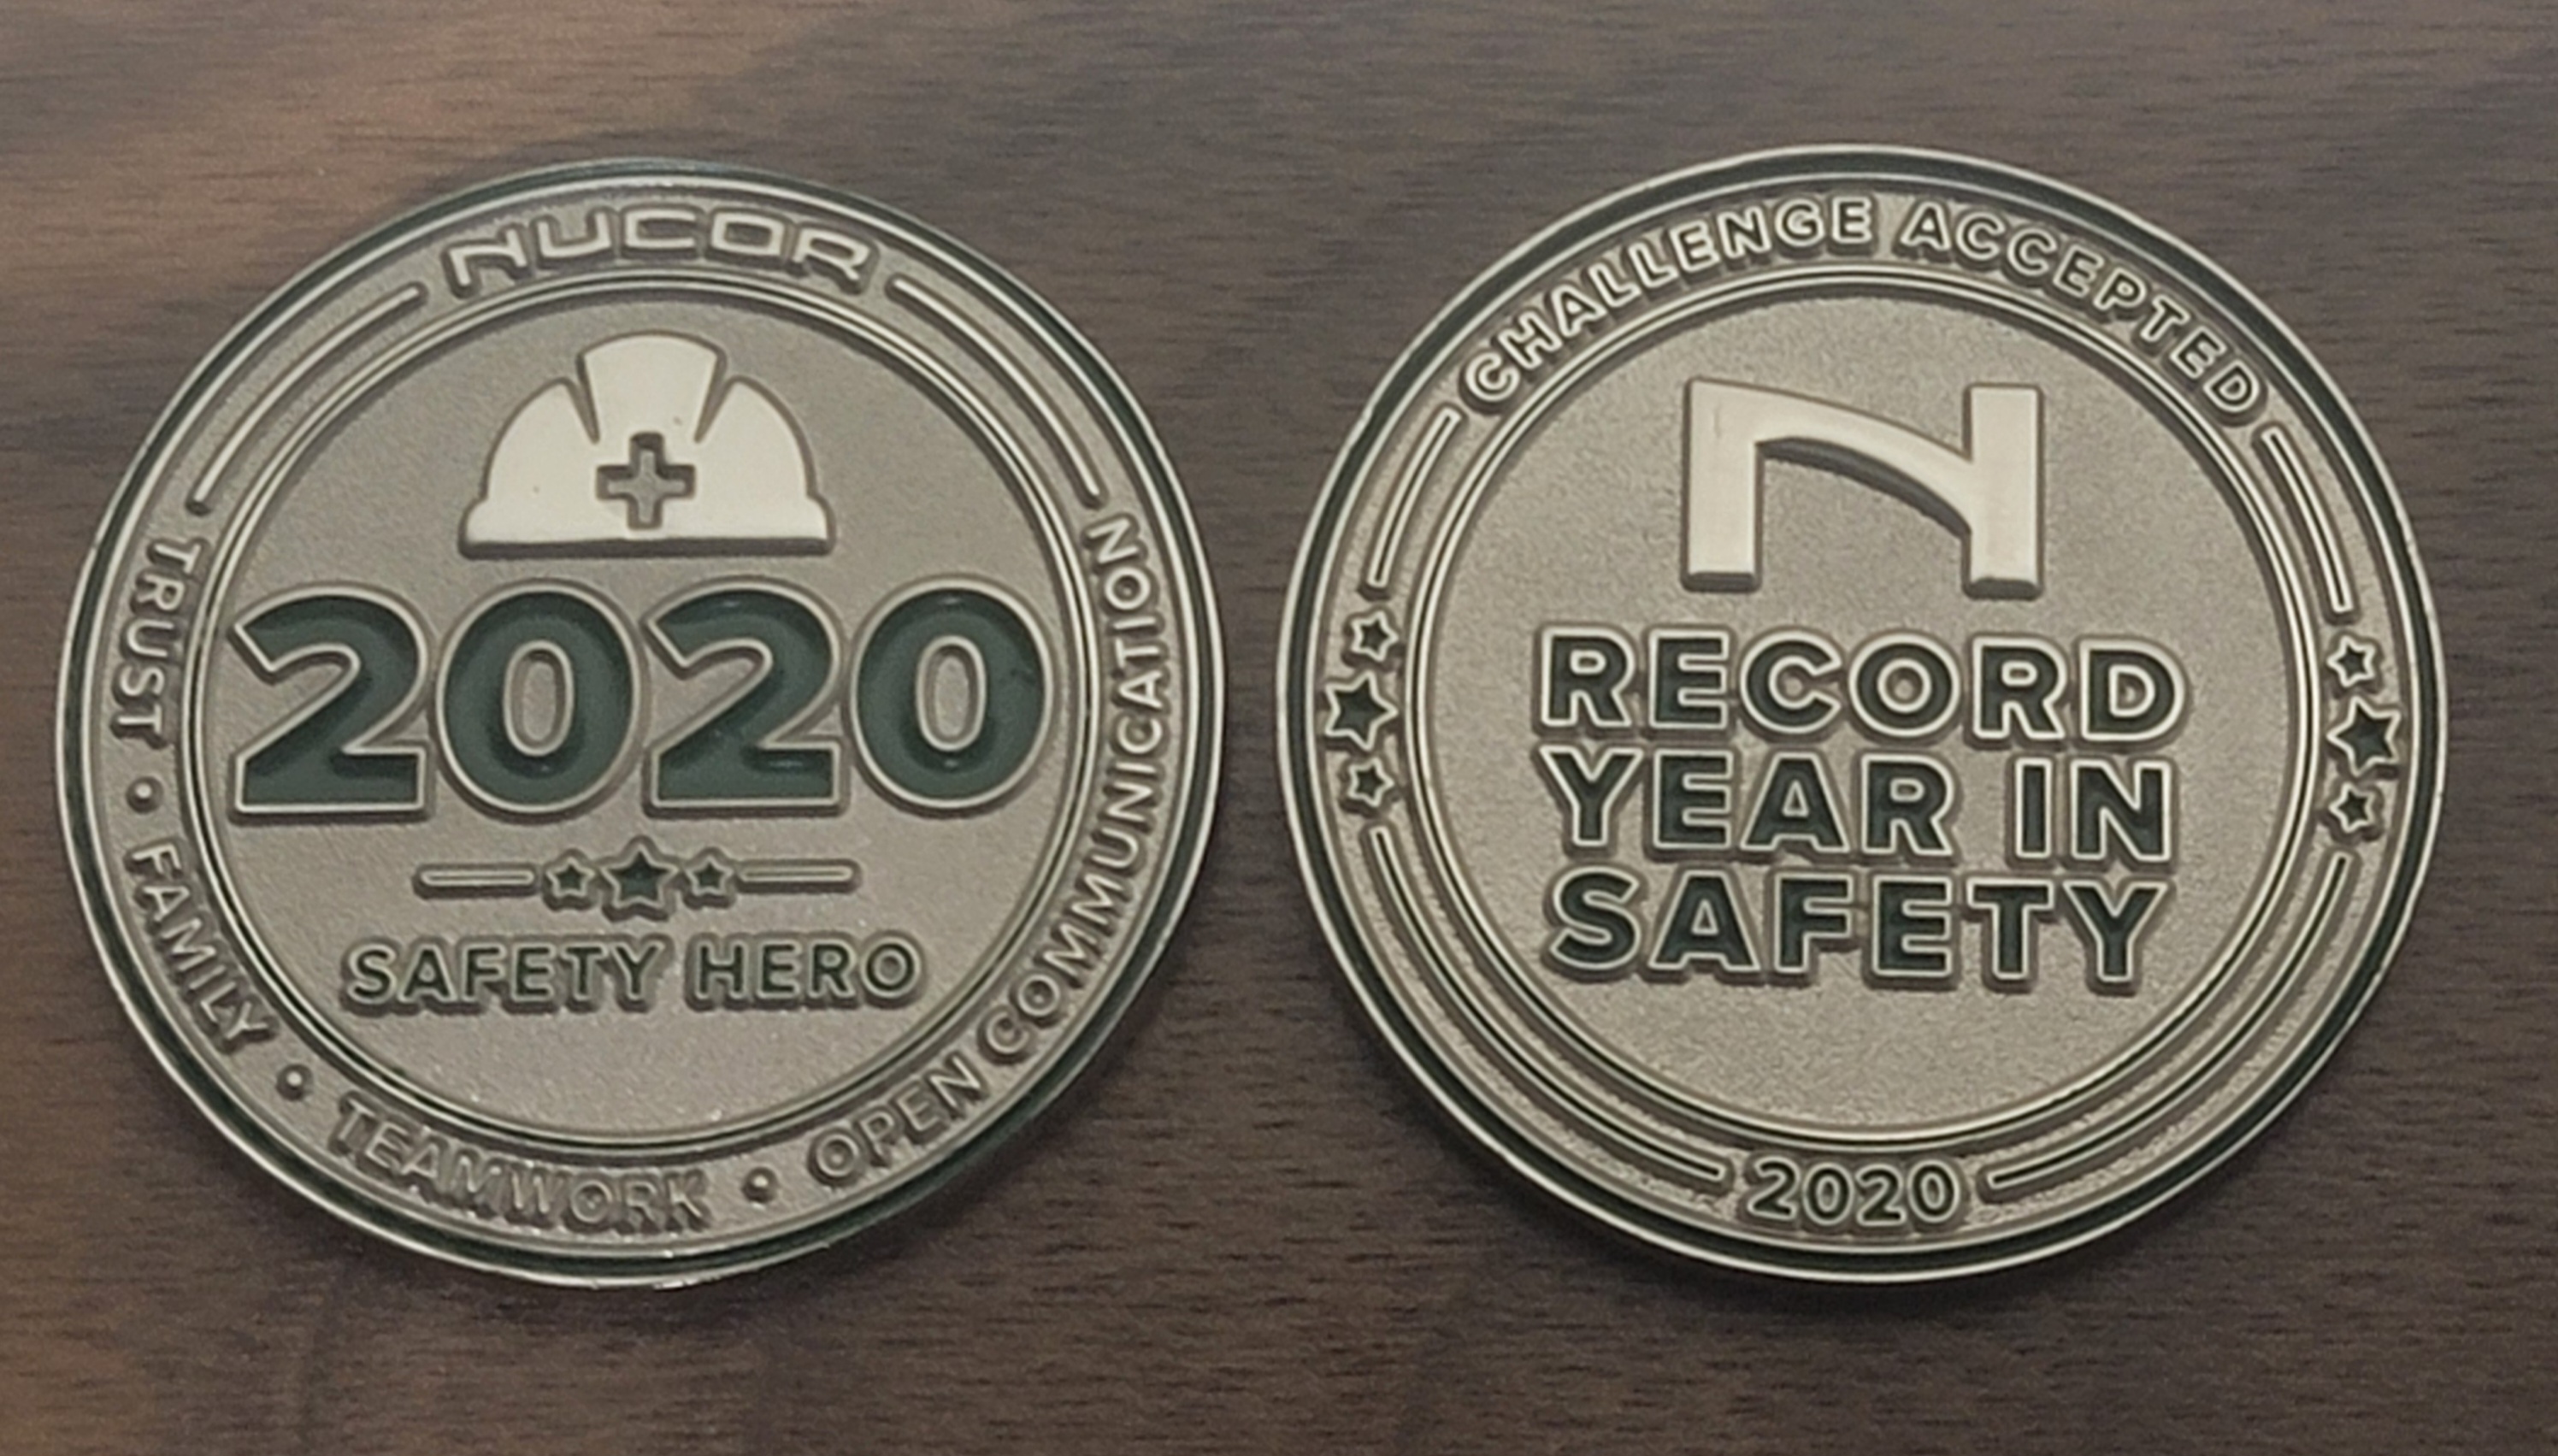 NUCOR
2020
SAFETY HERO
TRUST • FAMILY • TEAMWORK • OPEN COMMUNICATION
CHALLENGE ACCEPTED
N
RECORD
YEAR IN
SAFETY
2020